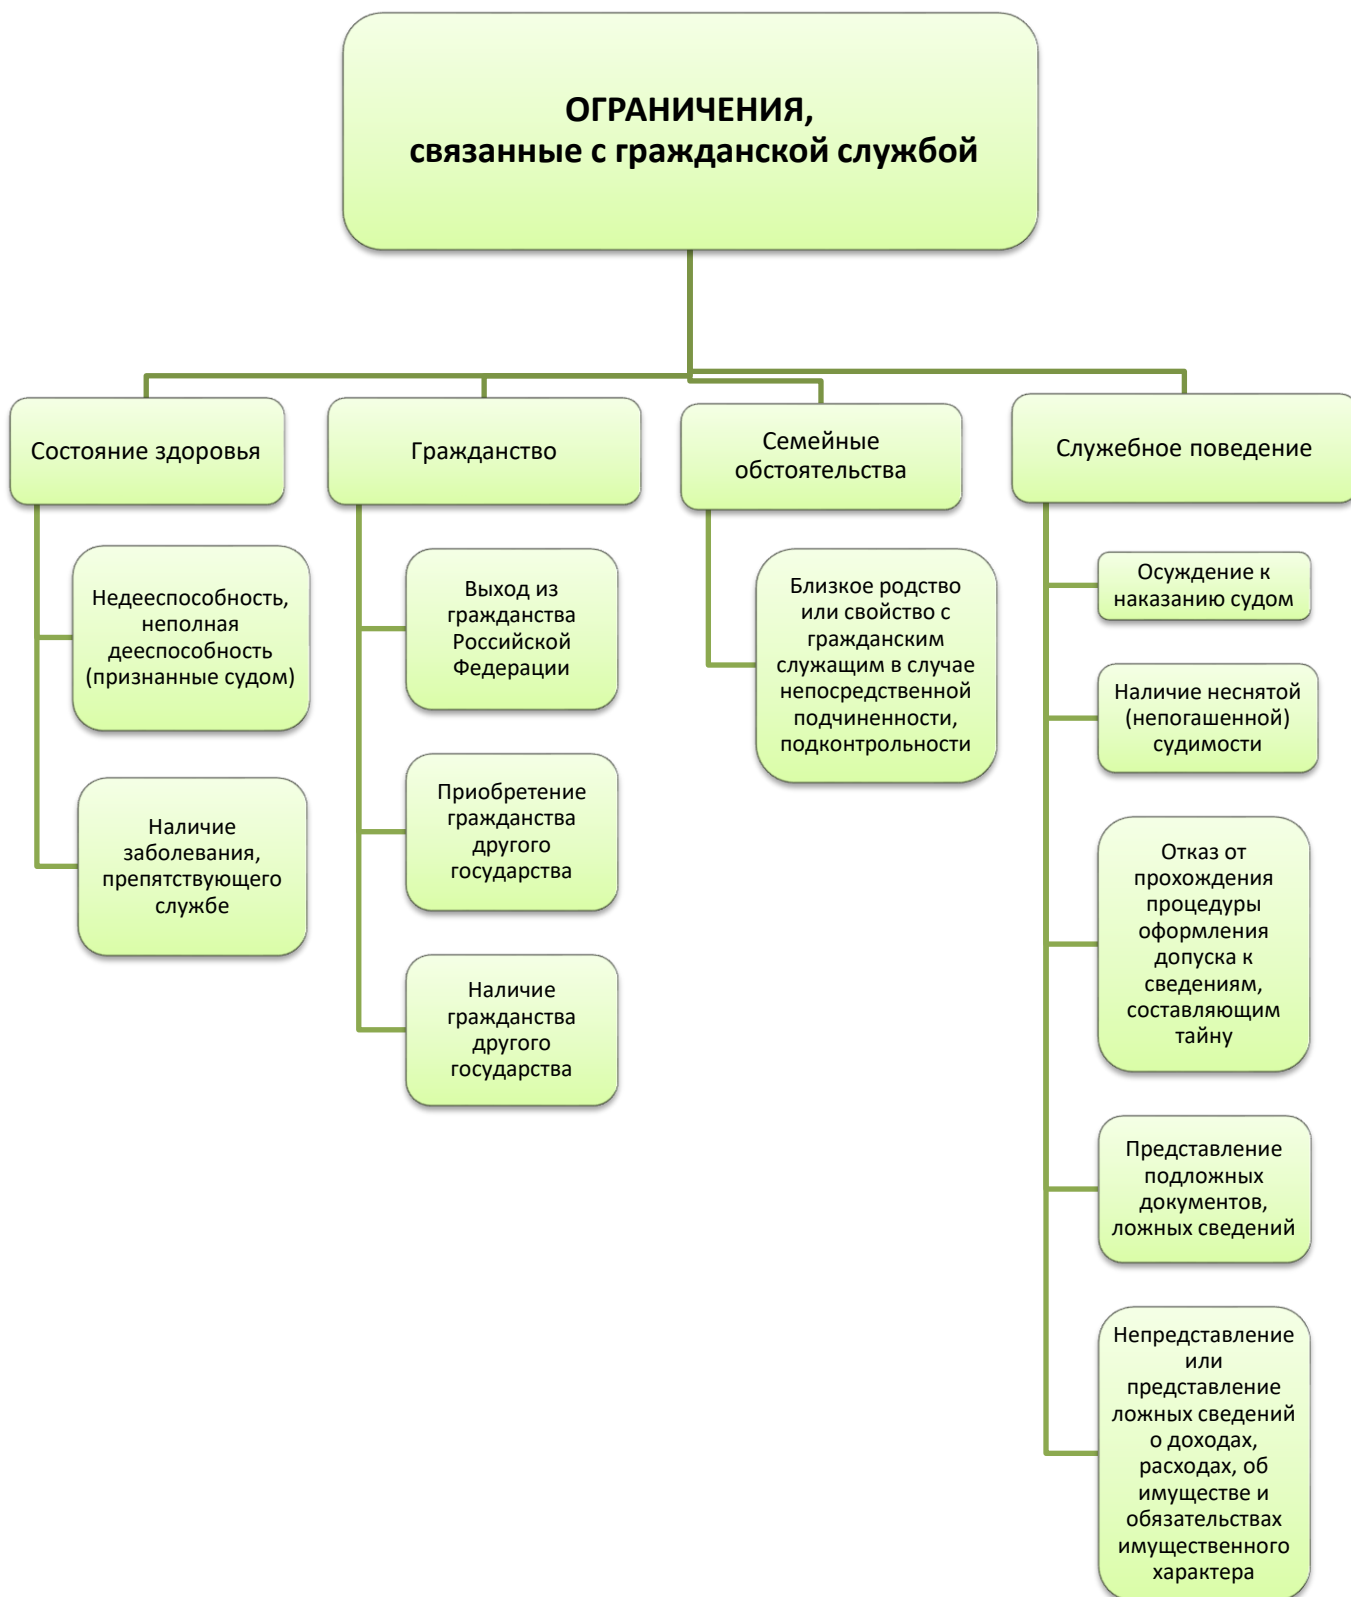 ОГРАНИЧЕНИЯ,
связанные с гражданской службой
Состояние здоровья
Недееспособность,
неполная
дееспособность
(признанные судом)
Наличие
заболевания,
препятствующего
службе
Гражданство
Выход из
гражданства
Российской
Федерации
Приобретение
гражданства
другого
государства
Наличие
гражданства
другого
государства
Семейные
обстоятельства
Близкое родство
или свойство с
гражданским
служащим в случае
непосредственной
подчиненности,
подконтрольности
Служебное поведение
Осуждение к
наказанию судом
Наличие неснятой
(непогашенной)
судимости
Отказ от
прохождения
процедуры
оформления
допуска к
сведениям,
составляющим
тайну
Представление
подложных
документов,
ложных сведений
Непредставление
или
представление
ложных сведений
о доходах,
расходах, об
имуществе и
обязательствах
имущественного
характера